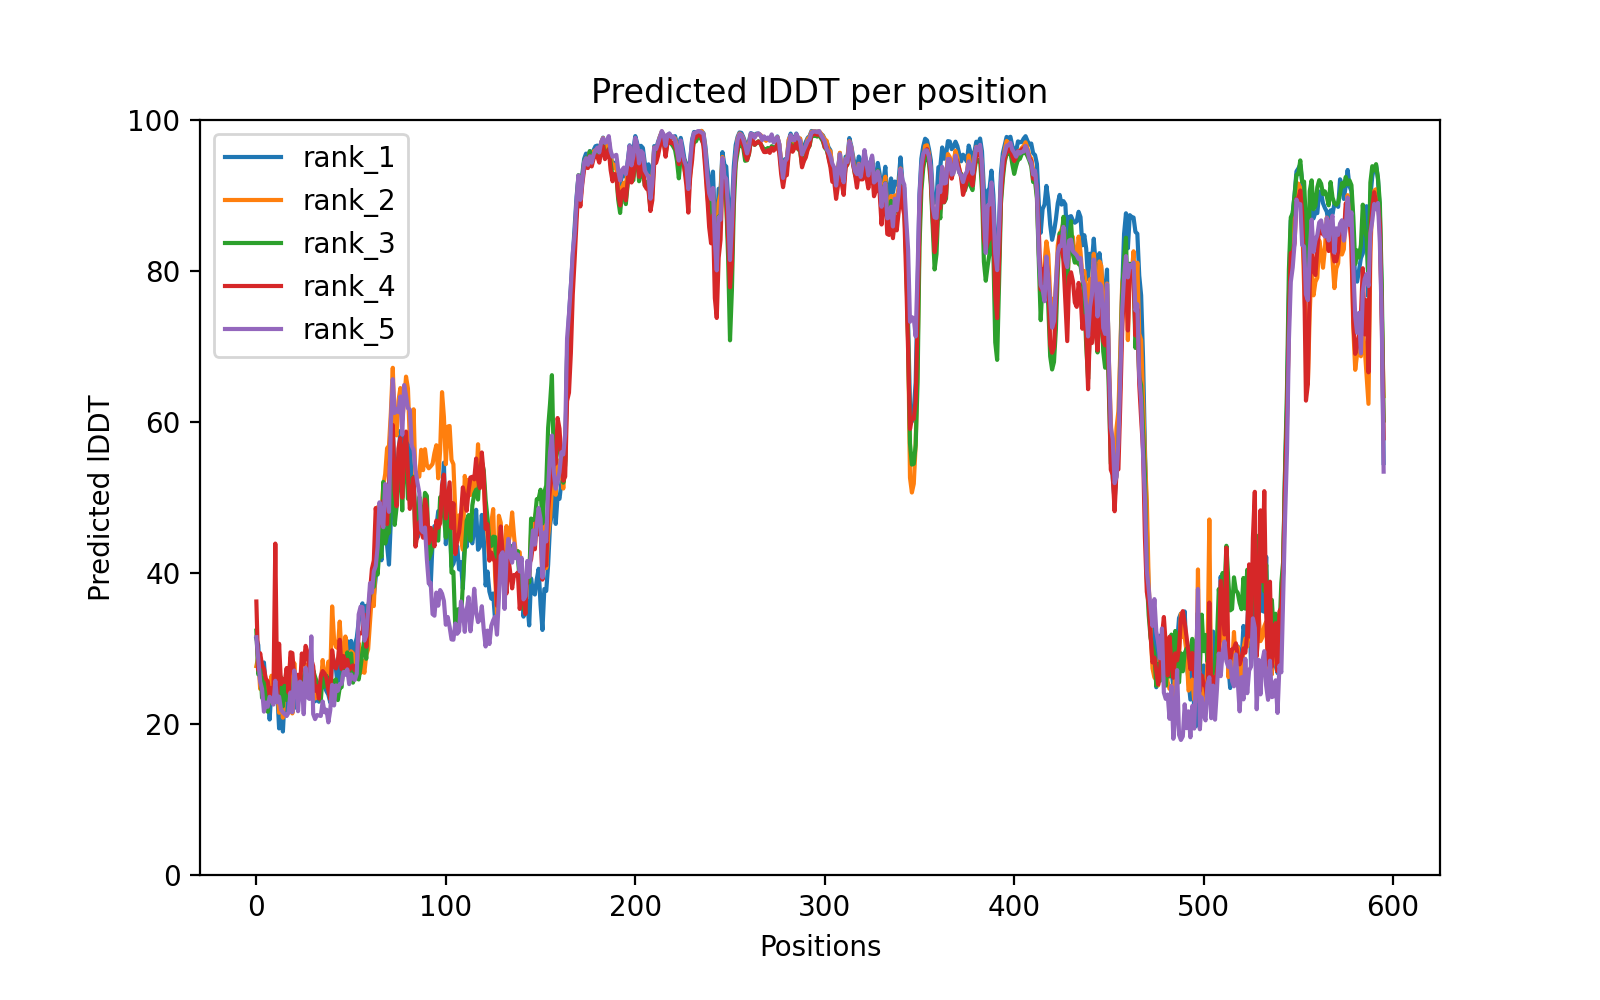 Predicted lDDT per position
100
80
60
40
20
0
Predicted lDDT
rank_1
rank_2
rank_3
rank_4
rank_5
0 100 200 300 400 500 600
Positions